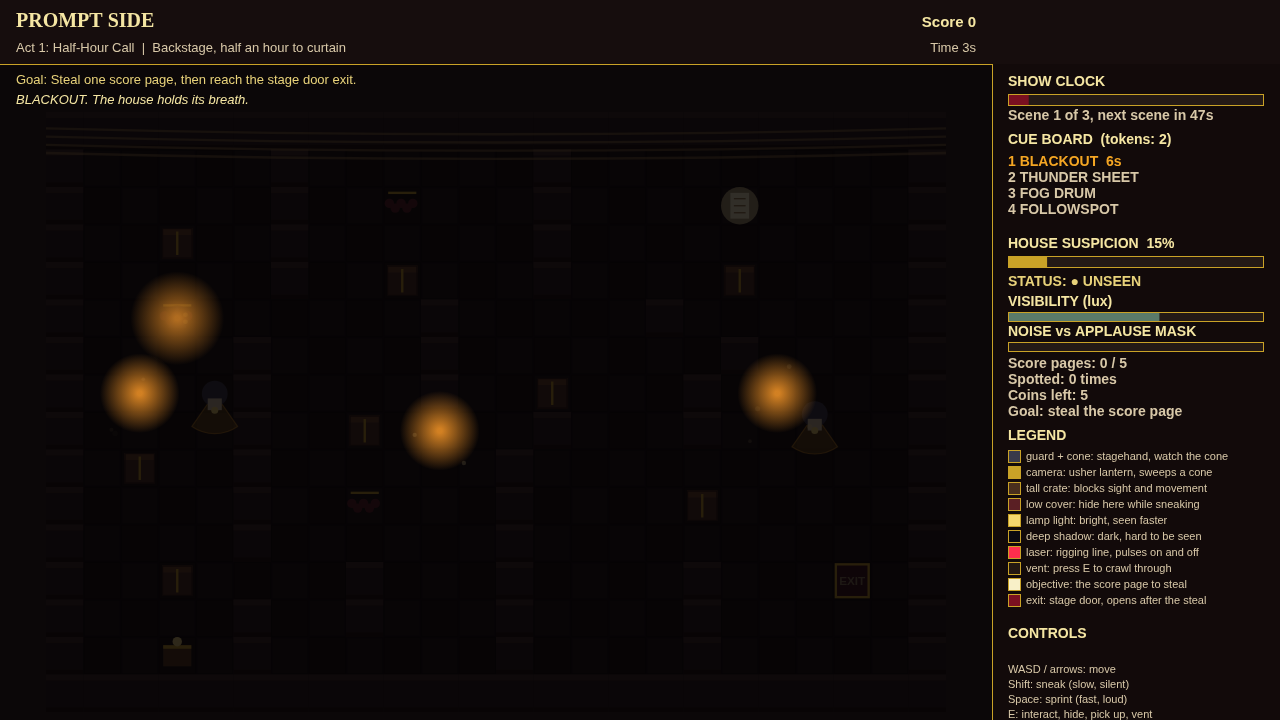 PROMPT SIDE
Score 0
Act 1: Half-Hour Call | Backstage, half an hour to curtain
Time 3s
Goal: Steal one score page, then reach the stage door exit.
BLACKOUT. The house holds its breath.
EXIT
SHOW CLOCK
Scene 1 of 3, next scene in 47s
CUE BOARD (tokens: 2)
1 BLACKOUT 6s
2 THUNDER SHEET
3 FOG DRUM
4 FOLLOWSPOT
HOUSE SUSPICION 15%
STATUS: ● UNSEEN
VISIBILITY (lux)
NOISE vs APPLAUSE MASK
Score pages: 0 / 5
Spotted: 0 times
Coins left: 5
Goal: steal the score page
LEGEND
guard + cone: stagehand, watch the cone
camera: usher lantern, sweeps a cone
tall crate: blocks sight and movement
low cover: hide here while sneaking
lamp light: bright, seen faster
deep shadow: dark, hard to be seen
laser: rigging line, pulses on and off
vent: press E to crawl through
objective: the score page to steal
exit: stage door, opens after the steal
CONTROLS
WASD / arrows: move
Shift: sneak (slow, silent)
Space: sprint (fast, loud)
E: interact, hide, pick up, vent